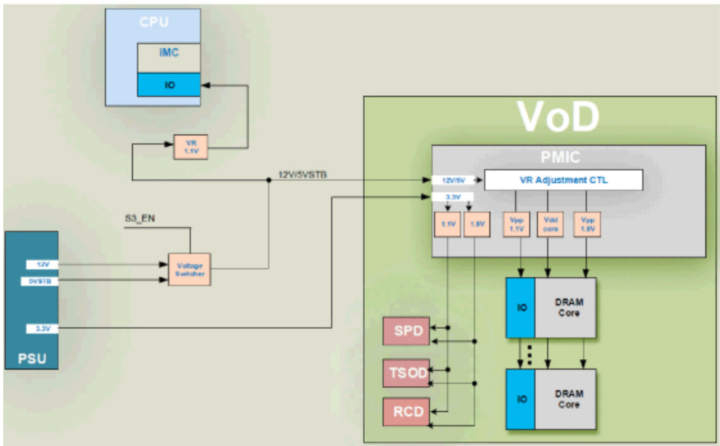 CPU
IMC
IO
VR
1.1V
12V/5VSTB
S3_EN
Voltage
Switcher
12V
5VSTB
3.3V
PSU
VoD
PMIC
12V/5V
VR Adjustment CTL
3.3V
1.1V
1.8V
Vpp
1.1V
Vdd
core
Vpp
1.8V
IO
DRAM
Core
SPD
TSOD
RCD
IO
DRAM
Core